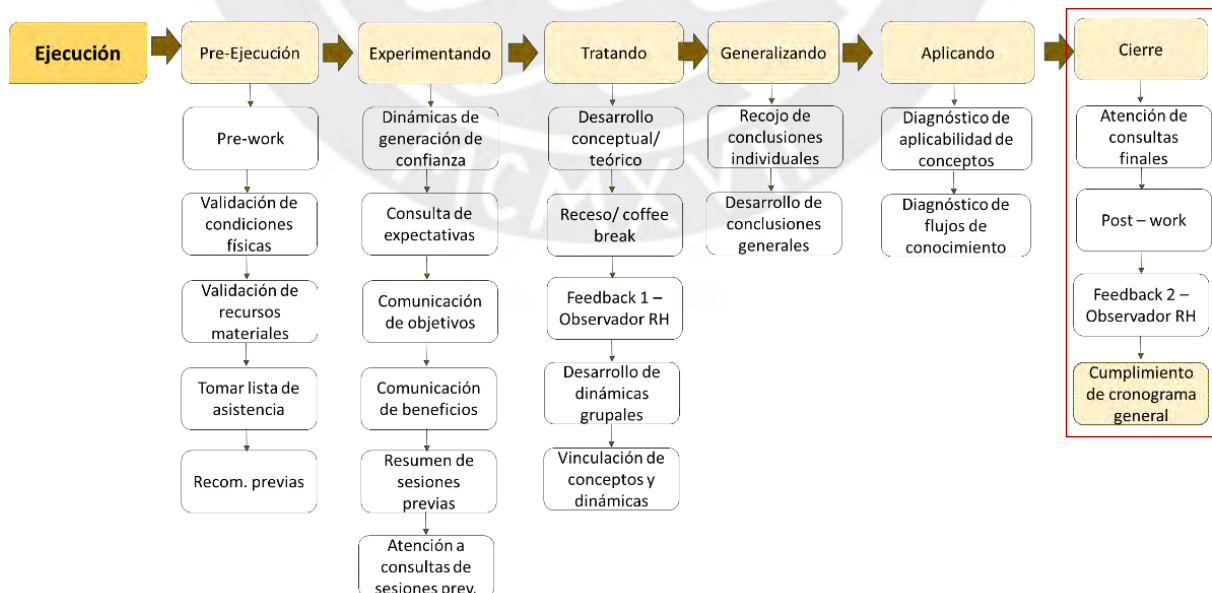 Ejecución
Pre-Ejecución
Experimentando
Tratando
Generalizando
Aplicando
Cierre
Pre-work
Validación de
condiciones
físicas
Validación de
recursos
materiales
Tomar lista de
asistencia
Recom. previas
Dinámicas de
generación de
confianza
Consulta de
expectativas
Comunicación
de objetivos
Comunicación
de beneficios
Resumen de
sesiones
previas
Atención a
consultas de
sesiones prev.
Desarrollo
conceptual/
teórico
Receso/ coffee
break
Feedback 1 –
Observador RH
Desarrollo de
dinámicas
grupales
Vinculación de
conceptos y
dinámicas
Recojo de
conclusiones
individuales
Desarrollo de
conclusiones
generales
Diagnóstico de
aplicabilidad de
conceptos
Diagnóstico de
flujos de
conocimiento
Atención de
consultas
finales
Post – work
Feedback 2 –
Observador RH
Cumplimiento
de cronograma
general
MCMXVII